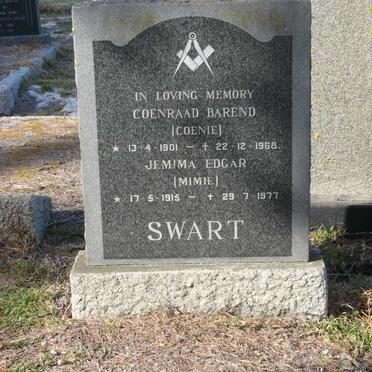 IN LOVING MEMORY
COENRAAD BAREND
(COENIE)
* 13-4-1901 - † 22-12-1968.
JEMIMA EDGAR
(MIMIE)
* 17-5-1915 - † 29-7-1977
SWART